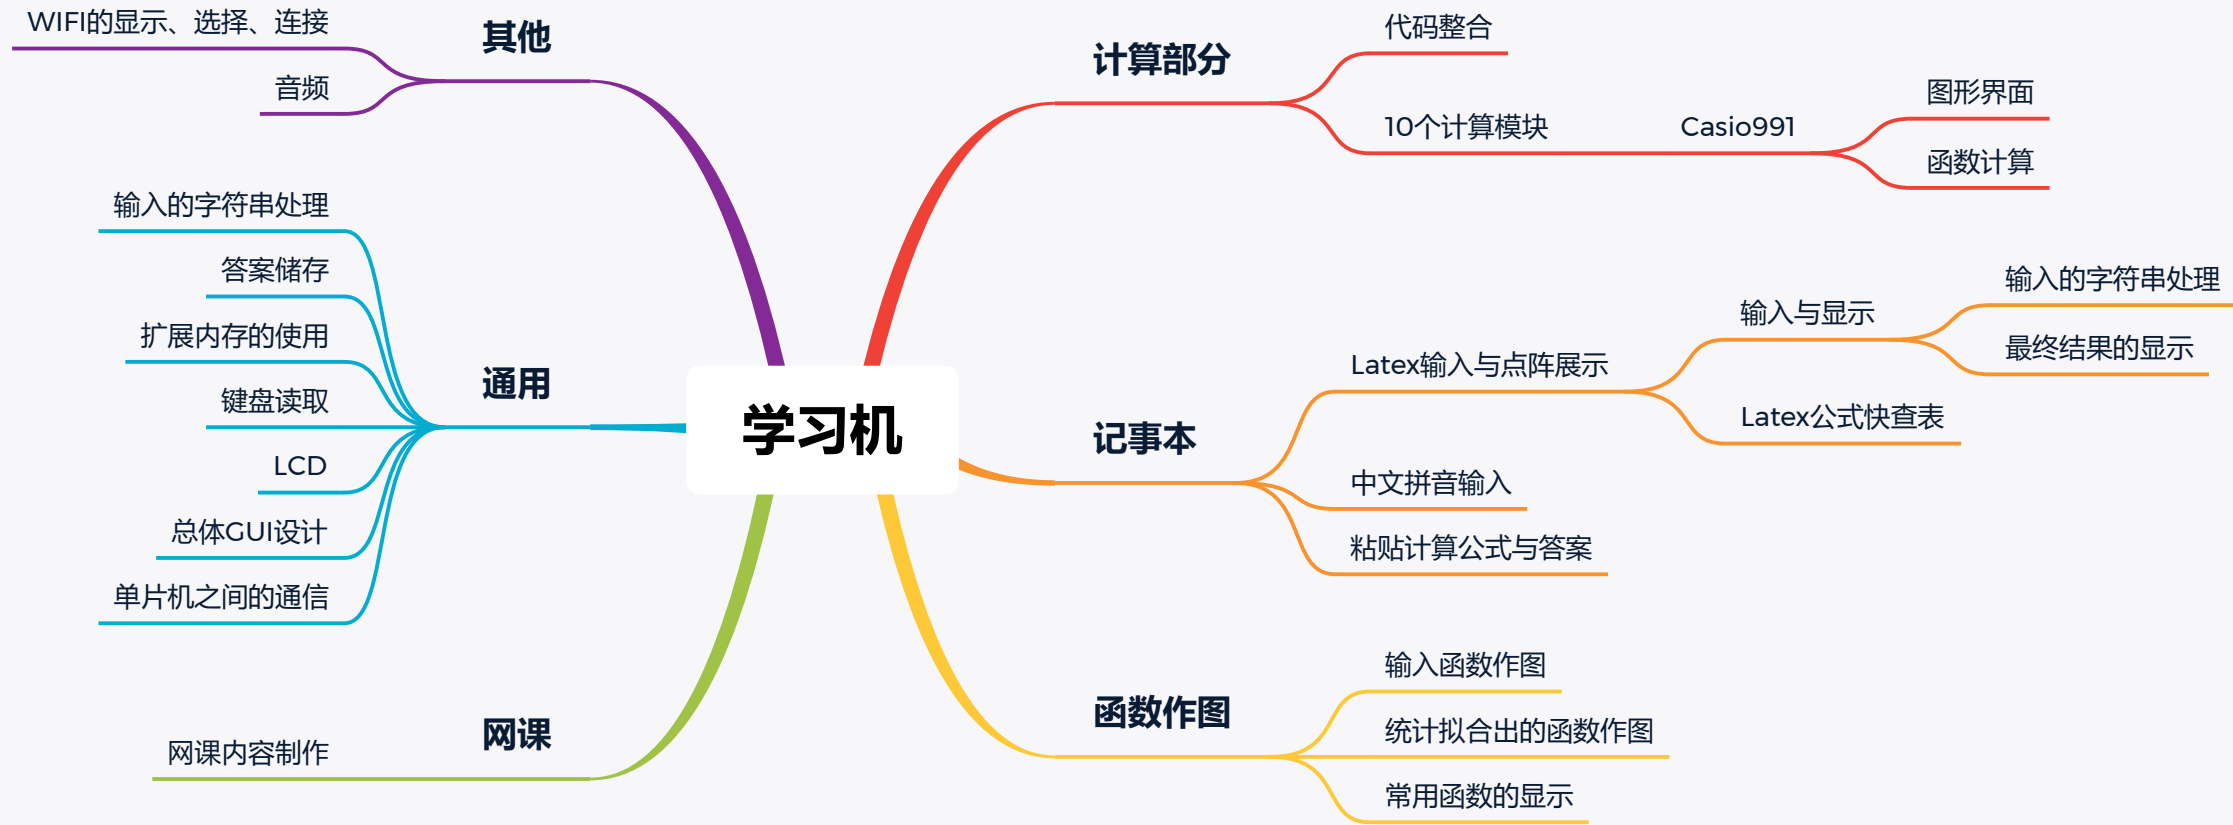 学习机
计算部分
代码整合
10个计算模块
Casio991
图形界面
函数计算
记事本
Latex输入与点阵展示
输入与显示
输入的字符串处理
最终结果的显示
Latex公式快查表
中文拼音输入
粘贴计算公式与答案
函数作图
输入函数作图
统计拟合出的函数作图
常用函数的显示
其他
WIFI的显示、选择、连接
音频
通用
输入的字符串处理
答案储存
扩展内存的使用
键盘读取
LCD
总体GUI设计
单片机之间的通信
网课
网课内容制作